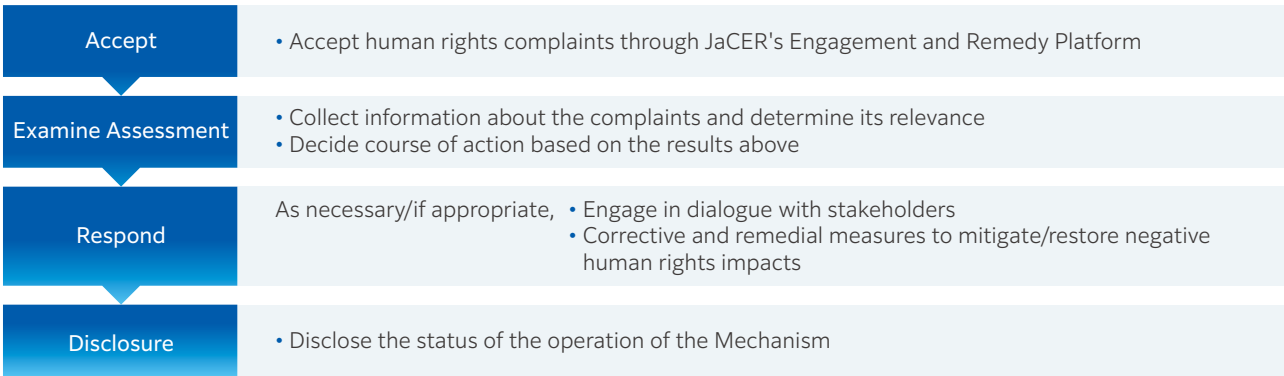 Accept
• Accept human rights complaints through JaCER's Engagement and Remedy Platform
Examine Assessment
• Collect information about the complaints and determine its relevance
• Decide course of action based on the results above
Respond
As necessary/if appropriate, • Engage in dialogue with stakeholders
• Corrective and remedial measures to mitigate/restore negative
human rights impacts
Disclosure
• Disclose the status of the operation of the Mechanism